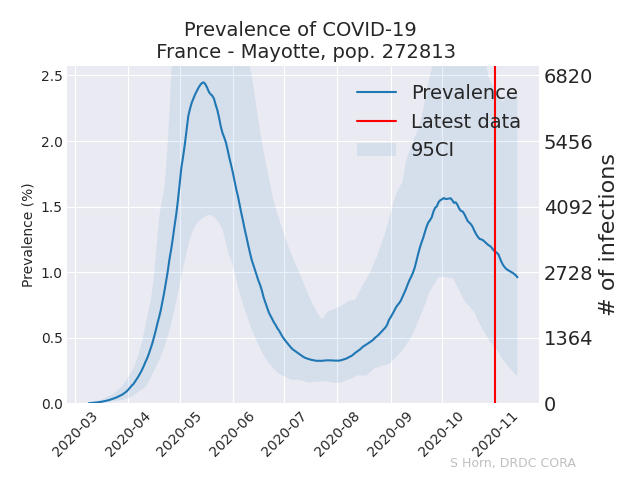 Prevalence of COVID-19
France - Mayotte, pop. 272813
Prevalence (%)
2.5
2.0
1.5
1.0
0.5
0.0
Prevalence
Latest data
95CI
6820
5456
4092
2728
1364
0
# of infections
2020-03
2020-04
2020-05
2020-06
2020-07
2020-08
2020-09
2020-10
2020-11
S Horn, DRDC CORA